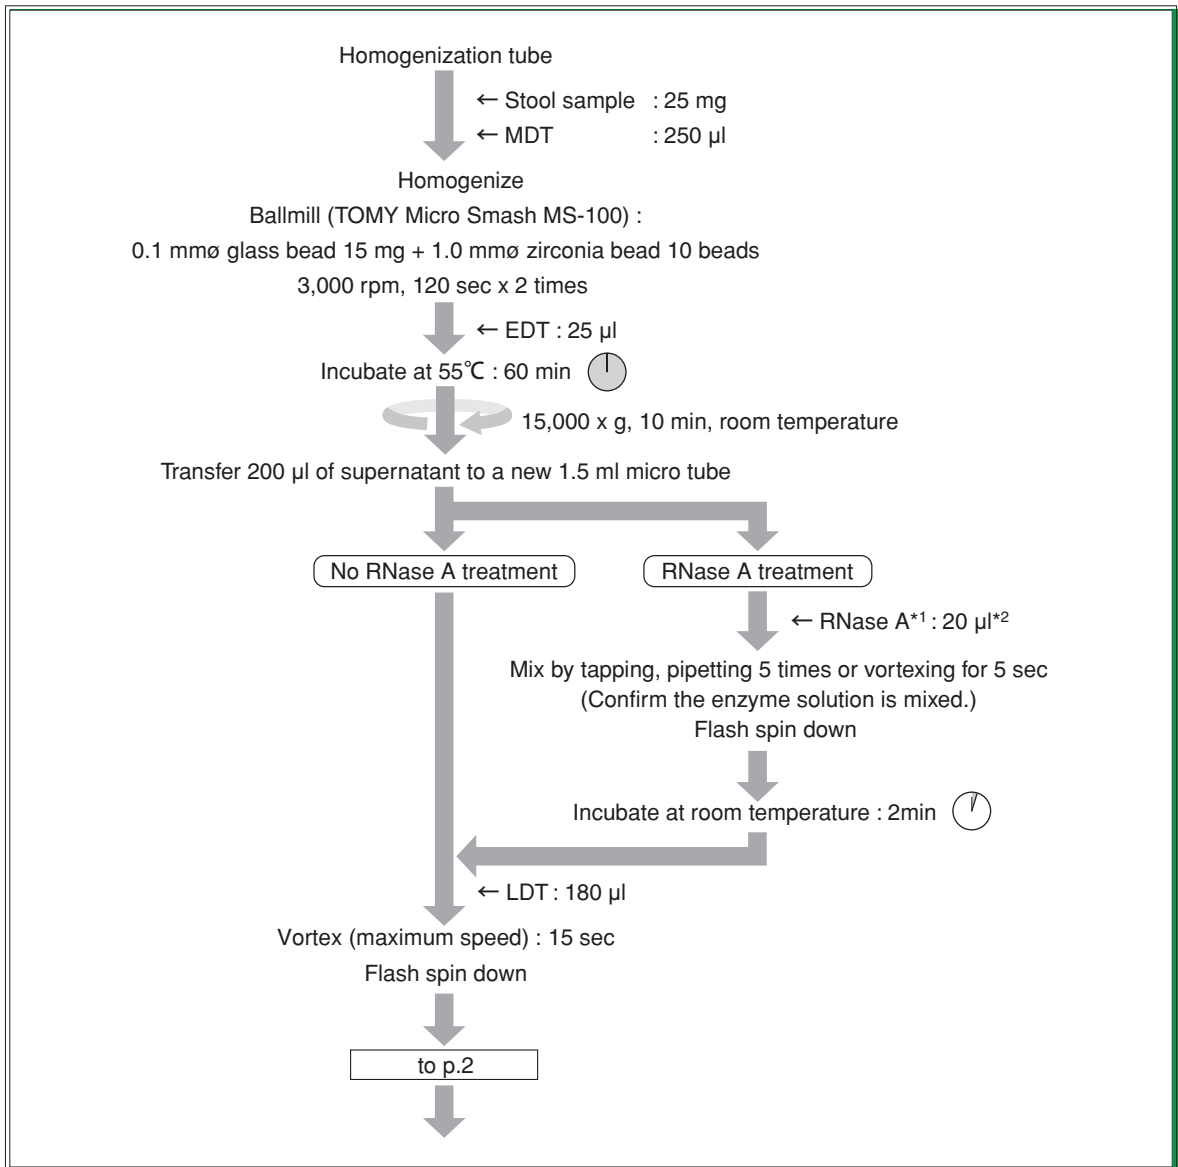 Homogenization tube
← Stool sample : 25 mg
← MDT : 250 µl
Homogenize
Ballmill (TOMY Micro Smash MS-100) :
0.1 mmø glass bead 15 mg + 1.0 mmø zirconia bead 10 beads
3,000 rpm, 120 sec x 2 times
← EDT : 25 µl
Incubate at 55℃ : 60 min
15,000 x g, 10 min, room temperature
Transfer 200 µl of supernatant to a new 1.5 ml micro tube
No RNase A treatment
RNase A treatment
← RNase A*1 : 20 µl*2
Mix by tapping, pipetting 5 times or vortexing for 5 sec
(Confirm the enzyme solution is mixed.)
Flash spin down
Incubate at room temperature : 2min
← LDT : 180 µl
Vortex (maximum speed) : 15 sec
Flash spin down
to p.2